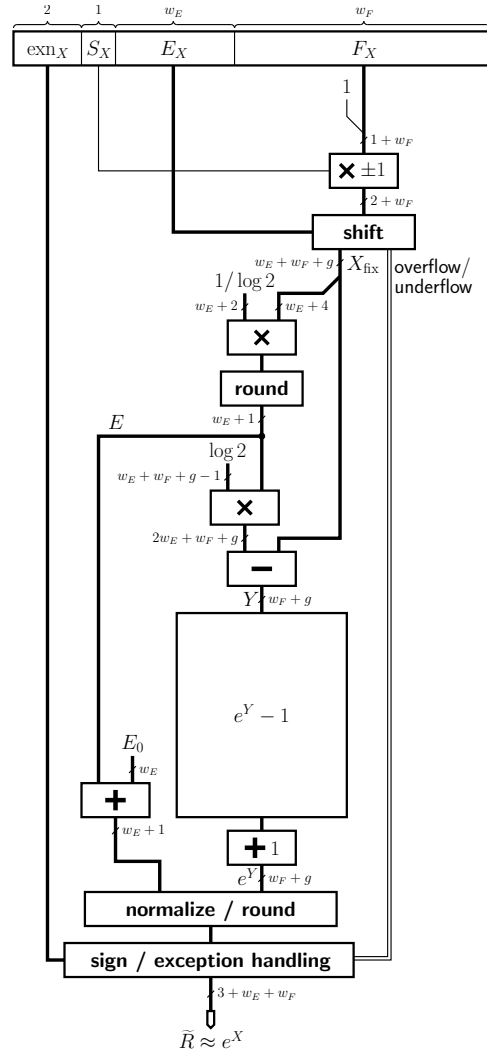 2 1 w_E w_F
exn_X S_X E_X F_X
1
1 + w_F
× ±1
2 + w_F
shift
w_E + w_F + g X_fix overflow/
underflow
1/ log 2
w_E + 2 w_E + 4
×
round
w_E + 1
E
log 2
w_E + w_F + g − 1
×
2w_E + w_F + g
−
Y w_F + g
e^Y − 1
E_0
w_E
+
w_E + 1
+ 1
e^Y w_F + g
normalize / round
sign / exception handling
3 + w_E + w_F
R̃ ≈ e^X